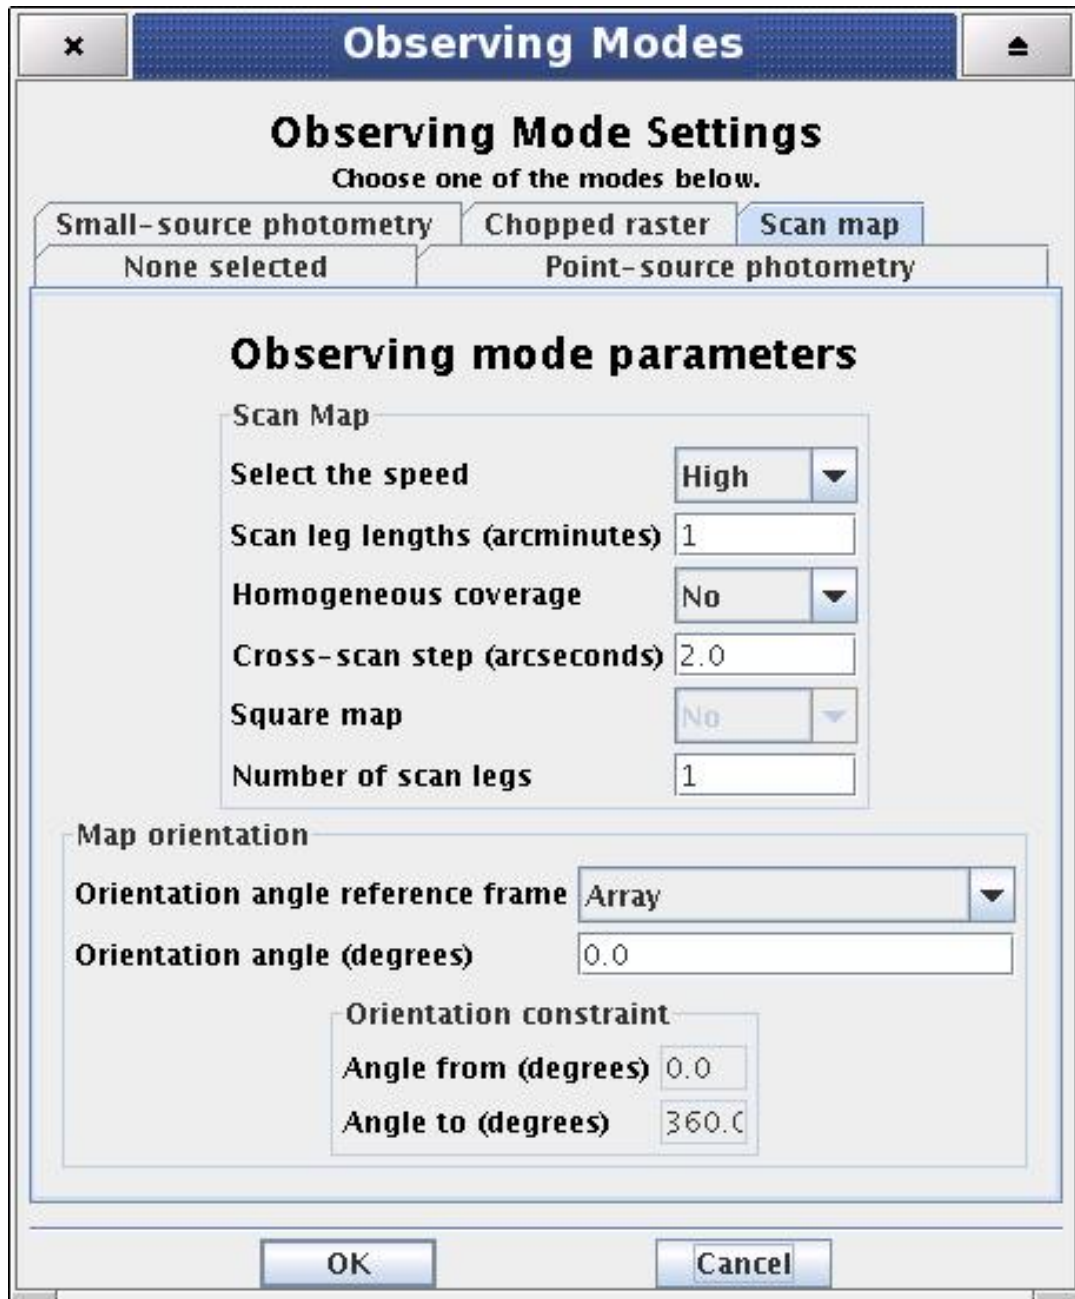 Observing Modes
Observing Mode Settings
Choose one of the modes below.
Small-source photometry Chopped raster Scan map
None selected Point-source photometry
Observing mode parameters
Scan Map
Select the speed High
Scan leg lengths (arcminutes) 1
Homogeneous coverage No
Cross-scan step (arcseconds) 2.0
Square map No
Number of scan legs 1
Map orientation
Orientation angle reference frame Array
Orientation angle (degrees) 0.0
Orientation constraint
Angle from (degrees) 0.0
Angle to (degrees) 360.0
OK Cancel